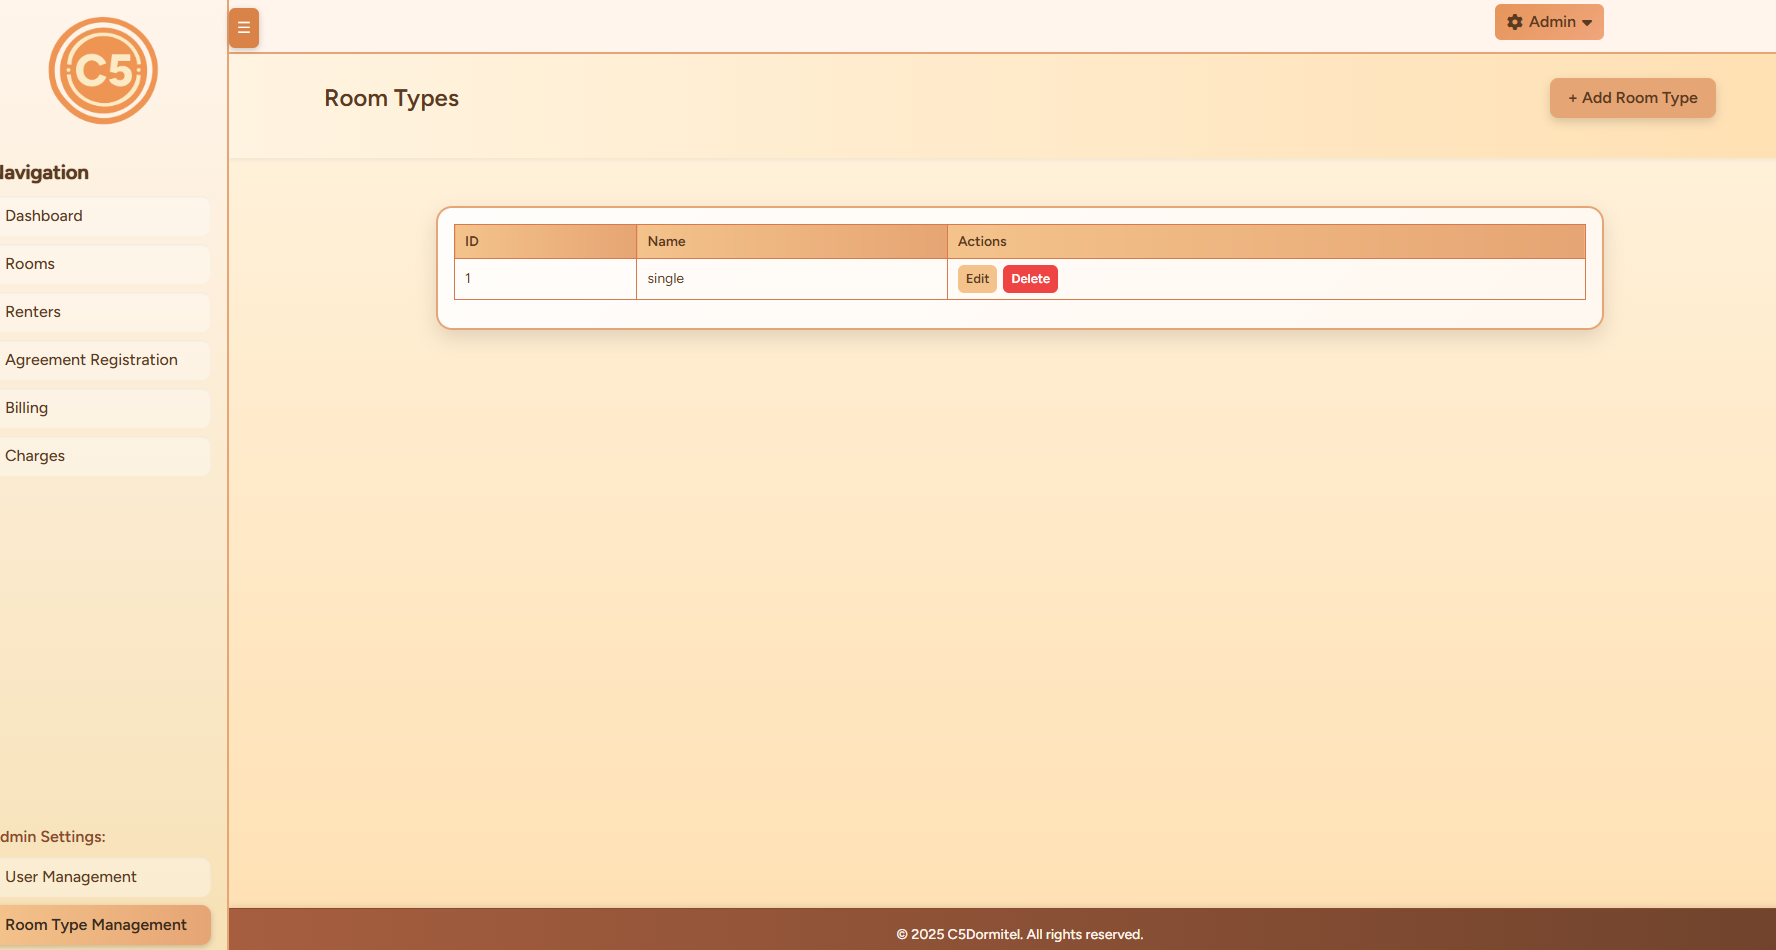 C5
☰
Admin
Room Types
+ Add Room Type
avigation
Dashboard
Rooms
Renters
Agreement Registration
Billing
Charges
ID Name Actions
1 single Edit Delete
dmin Settings:
User Management
Room Type Management
© 2025 C5Dormitel. All rights reserved.